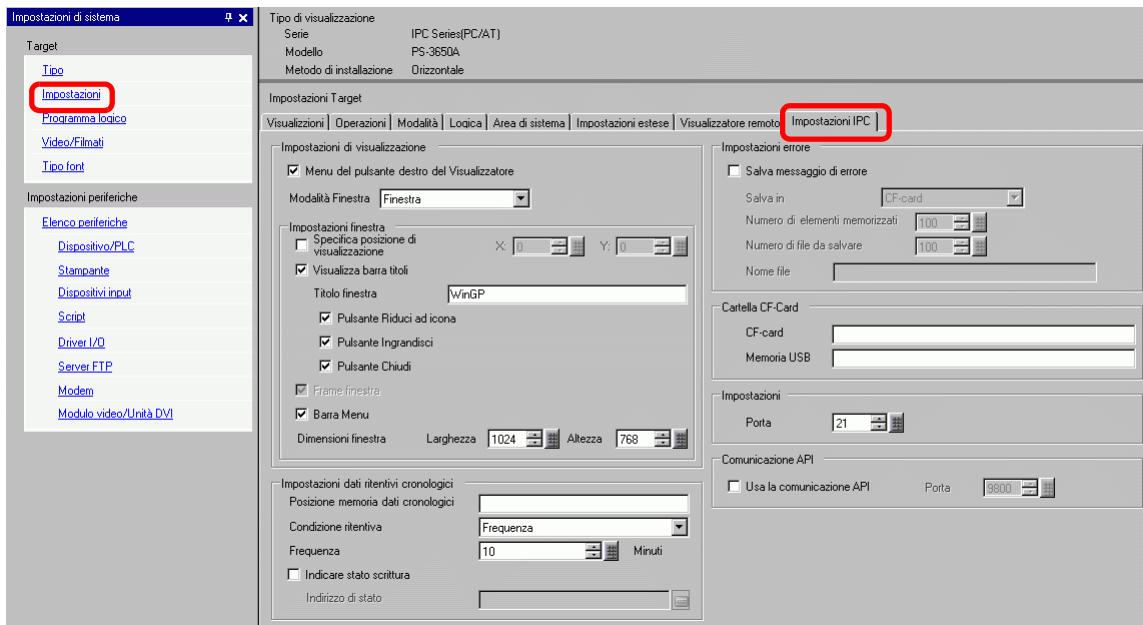 Impostazioni di sistema
Target
Tipo
Impostazioni
Programma logico
Video/Filmati
Tipo font
Impostazioni periferiche
Elenco periferiche
Dispositivo/PLC
Stampante
Dispositivi input
Script
Driver I/O
Server FTP
Modem
Modulo video/Unità DVI
Tipo di visualizzazione
Serie IPC Series(PC/AT)
Modello PS-3650A
Metodo di installazione Orizzontale
Impostazioni Target
Visualizzioni Operazioni Modalità Logica Area di sistema Impostazioni estese Visualizzatore remoto Impostazioni IPC
Impostazioni di visualizzazione
Menu del pulsante destro del Visualizzatore
Modalità Finestra Finestra
Impostazioni finestra
Specifica posizione di
visualizzazione X: 0 Y: 0
Visualizza barra titoli
Titolo finestra WinGP
Pulsante Riduci ad icona
Pulsante Ingrandisci
Pulsante Chiudi
Frame finestra
Barra Menu
Dimensioni finestra Larghezza 1024 Altezza 768
Impostazioni dati ritentivi cronologici
Posizione memoria dati cronologici
Condizione ritentiva Frequenza
Frequenza 10 Minuti
Indicare stato scrittura
Indirizzo di stato
Impostazioni errore
Salva messaggio di errore
Salva in CF-card
Numero di elementi memorizzati 100
Numero di file da salvare 100
Nome file
Cartella CF-Card
CF-card
Memoria USB
Impostazioni
Porta 21
Comunicazione API
Usa la comunicazione API Porta 9800